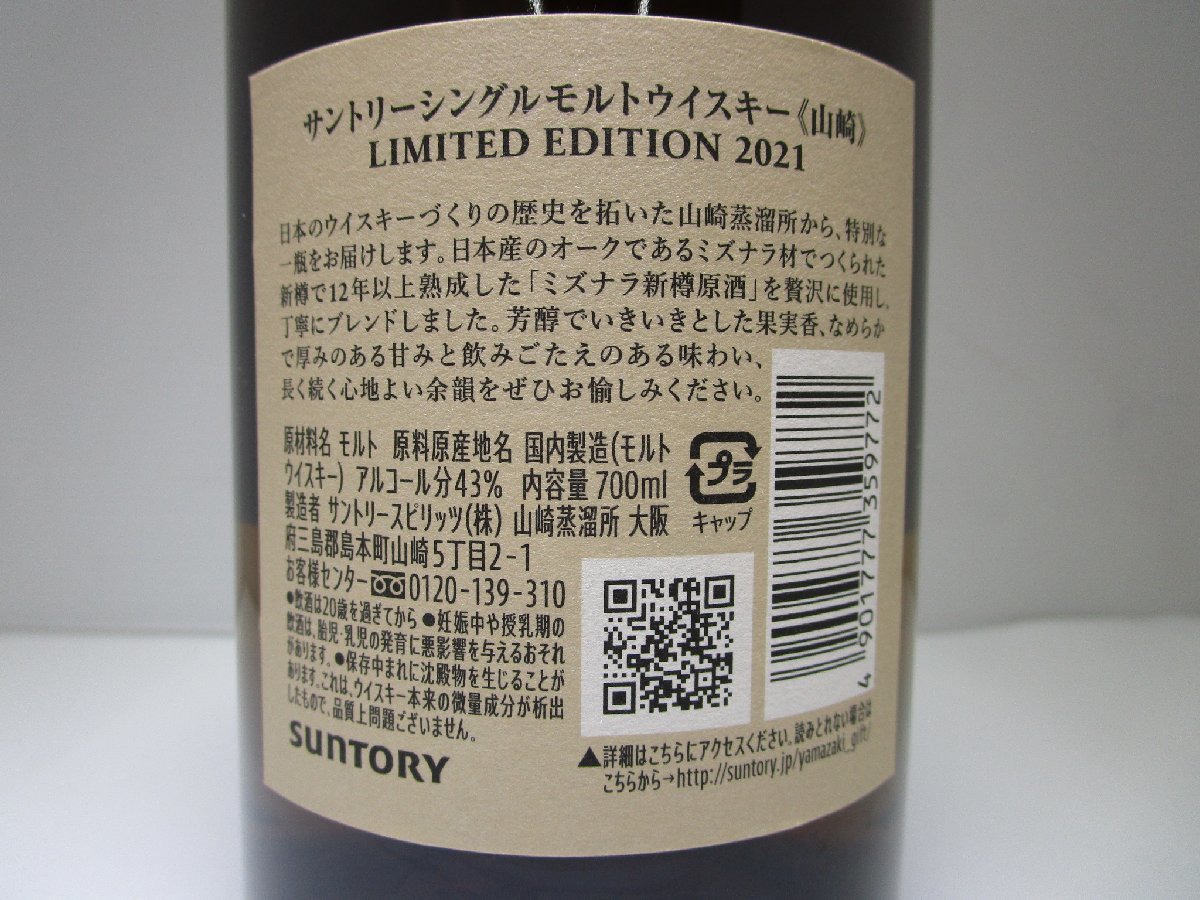 サントリーシングルモルトウイスキー《山崎》
LIMITED EDITION 2021
日本のウイスキーづくりの歴史を拓いた山崎蒸溜所から、特別な
一瓶をお届けします。日本産のオークであるミズナラ材でつくられた
新樽で12年以上熟成した「ミズナラ新樽原酒」を贅沢に使用し、
丁寧にブレンドしました。芳醇でいきいきとした果実香、なめらか
で厚みのある甘みと飲みごたえのある味わい、
長く続く心地よい余韻をぜひお愉しみください。
原材料名 モルト 原料原産地名 国内製造(モルト
ウイスキー) アルコール分43% 内容量700ml
製造者 サントリースピリッツ(株) 山崎蒸溜所 大阪
府三島郡島本町山崎5丁目2-1
お客様センター 0120-139-310
●飲酒は20歳を過ぎてから ●妊娠中や授乳期の
飲酒は、胎児・乳児の発育に悪影響を与えるおそれ
があります。●保存中まれに沈殿物を生じることが
あります。これは、ウイスキー本来の微量成分が析出
したもので、品質上問題ございません。
SUNTORY
プラ
キャップ
4 901777 359772
▲詳細はこちらにアクセスください。読みとれない場合は
こちらから→http://suntory.jp/yamazaki_gift/